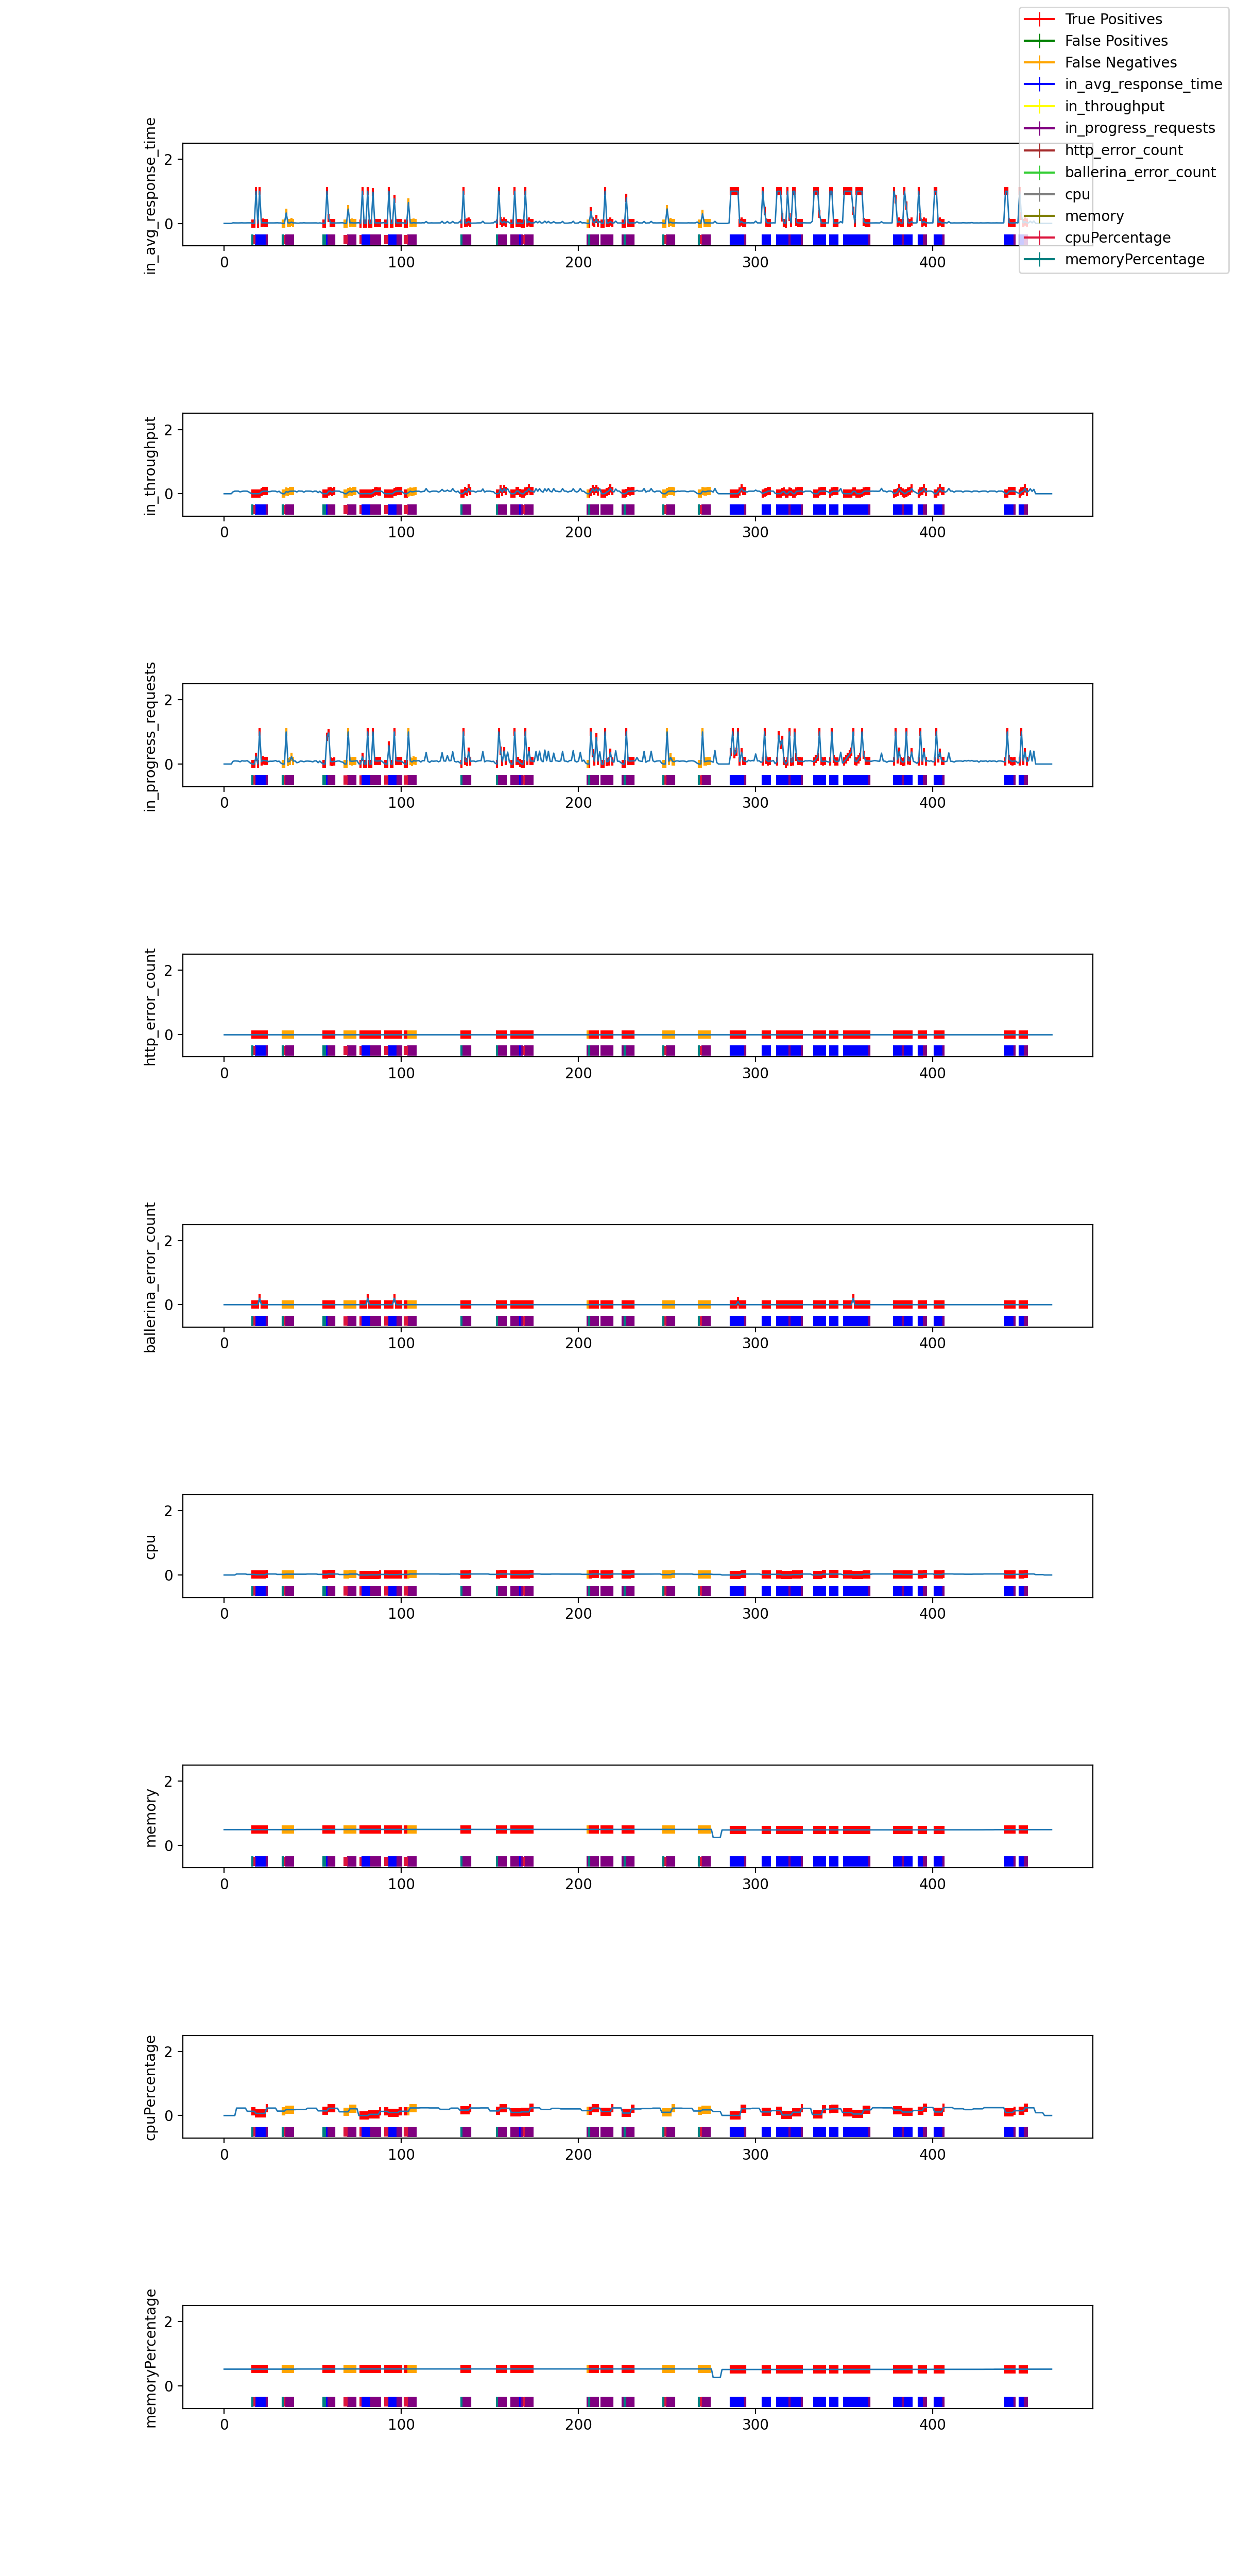 True Positives
False Positives
False Negatives
in_avg_response_time
in_throughput
in_progress_requests
http_error_count
ballerina_error_count
cpu
memory
cpuPercentage
memoryPercentage
in_avg_response_time
2
0
0 100 200 300 400
in_throughput
2
0
0 100 200 300 400
in_progress_requests
2
0
0 100 200 300 400
http_error_count
2
0
0 100 200 300 400
ballerina_error_count
2
0
0 100 200 300 400
cpu
2
0
0 100 200 300 400
memory
2
0
0 100 200 300 400
cpuPercentage
2
0
0 100 200 300 400
memoryPercentage
2
0
0 100 200 300 400